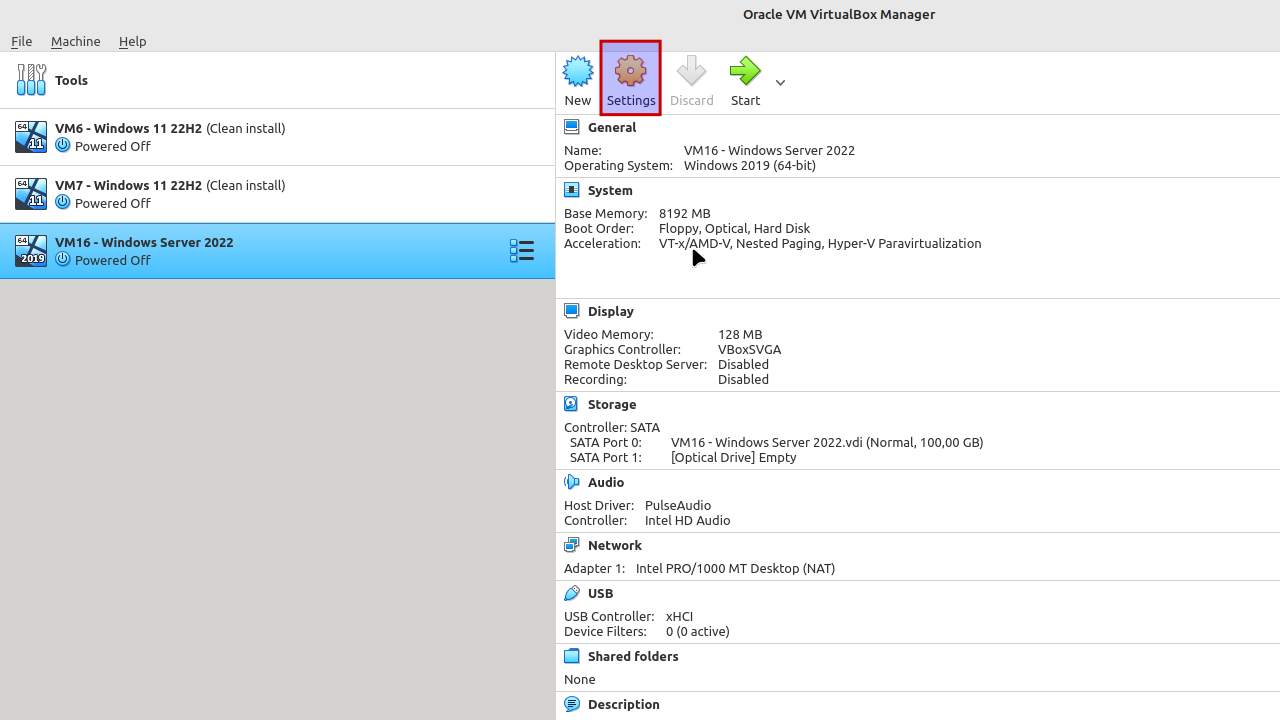 Oracle VM VirtualBox Manager
File Machine Help
Tools
VM6 - Windows 11 22H2 (Clean install)
Powered Off
64
11
VM7 - Windows 11 22H2 (Clean install)
Powered Off
64
11
VM16 - Windows Server 2022
Powered Off
64
2019
New Settings Discard Start
General
Name: VM16 - Windows Server 2022
Operating System: Windows 2019 (64-bit)
System
Base Memory: 8192 MB
Boot Order: Floppy, Optical, Hard Disk
Acceleration: VT-x/AMD-V, Nested Paging, Hyper-V Paravirtualization
Display
Video Memory: 128 MB
Graphics Controller: VBoxSVGA
Remote Desktop Server: Disabled
Recording: Disabled
Storage
Controller: SATA
SATA Port 0: VM16 - Windows Server 2022.vdi (Normal, 100,00 GB)
SATA Port 1: [Optical Drive] Empty
Audio
Host Driver: PulseAudio
Controller: Intel HD Audio
Network
Adapter 1: Intel PRO/1000 MT Desktop (NAT)
USB
USB Controller: xHCI
Device Filters: 0 (0 active)
Shared folders
None
Description